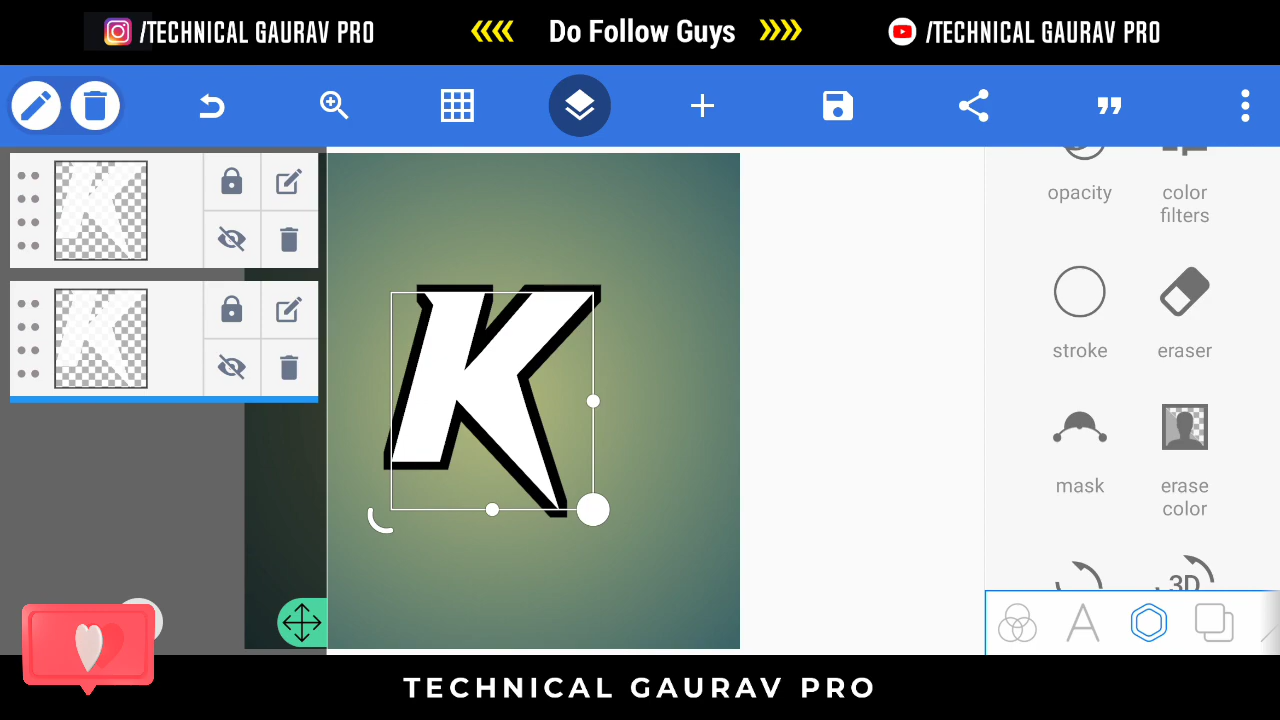 /TECHNICAL GAURAV PRO
Do Follow Guys
/TECHNICAL GAURAV PRO
opacity
color filters
stroke
eraser
K
mask
erase color
3D
A
TECHNICAL GAURAV PRO